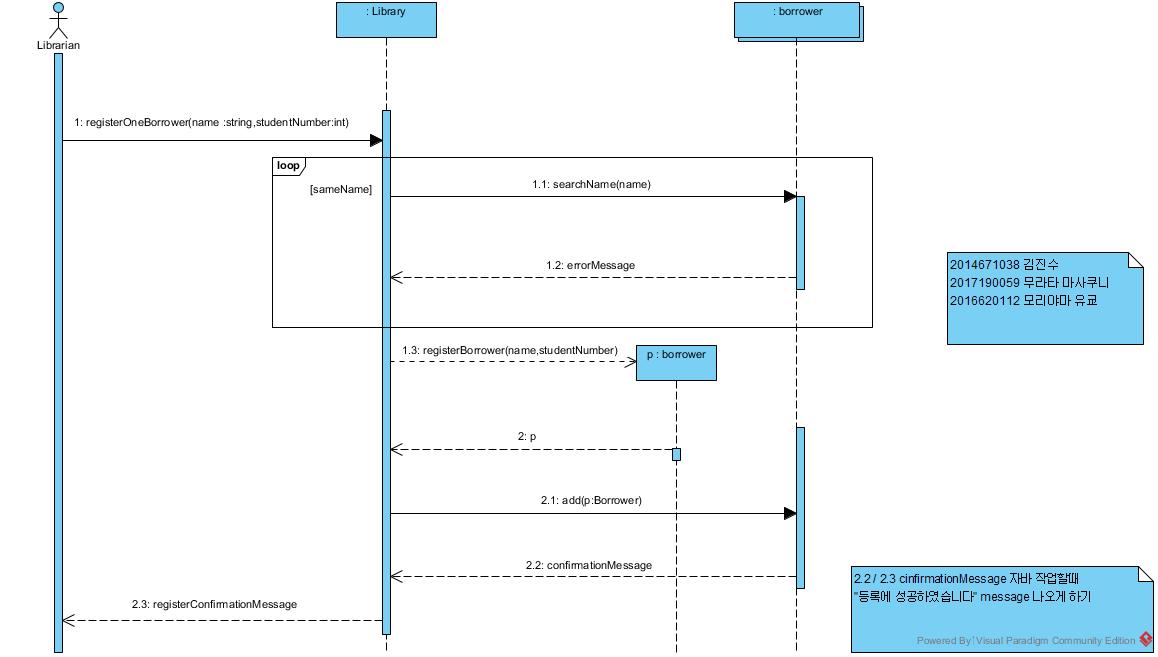 Librarian
: Library
: borrower
1: registerOneBorrower(name :string,studentNumber:int)
loop
[sameName]
1.1: searchName(name)
1.2: errorMessage
2014671038 김진수
2017190059 무라타 마사쿠니
2016620112 모리야마 유쿄
1.3: registerBorrower(name,studentNumber)
p : borrower
2: p
2.1: add(p:Borrower)
2.2: confirmationMessage
2.3: registerConfirmationMessage
2.2 / 2.3 cinfirmationMessage 자바 작업할때
"등록에 성공하였습니다" message 나오게 하기
Powered By Visual Paradigm Community Edition